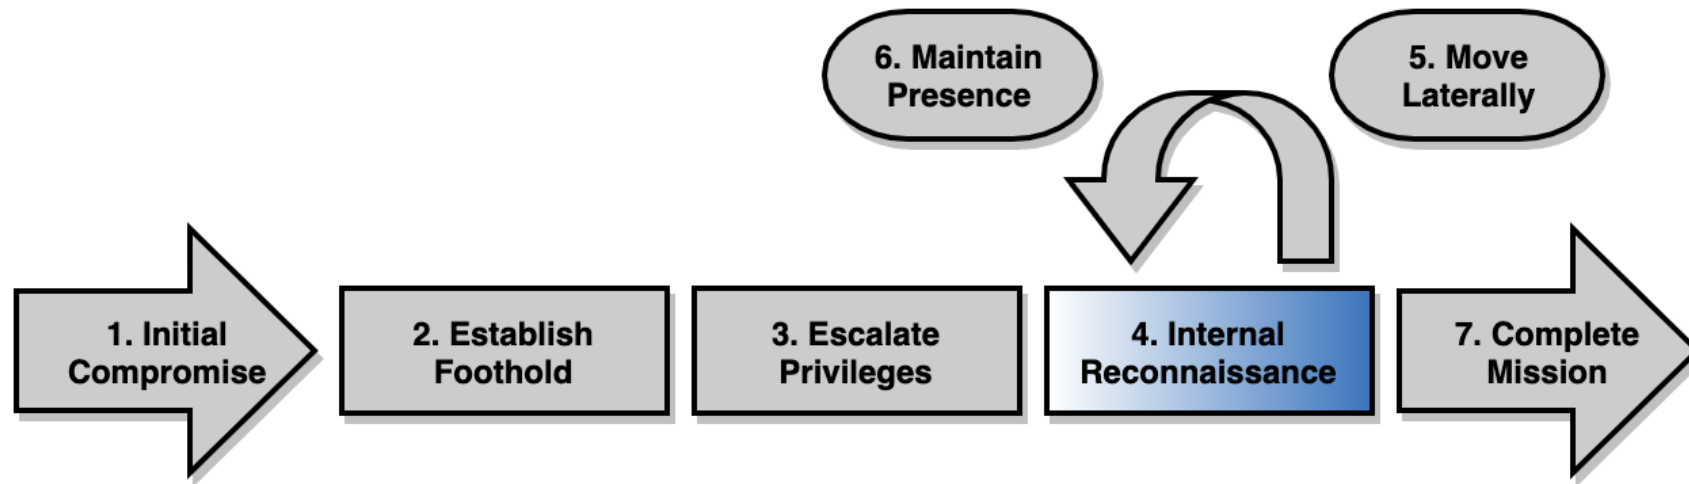 6. Maintain
Presence
5. Move
Laterally
1. Initial
Compromise
2. Establish
Foothold
3. Escalate
Privileges
4. Internal
Reconnaissance
7. Complete
Mission